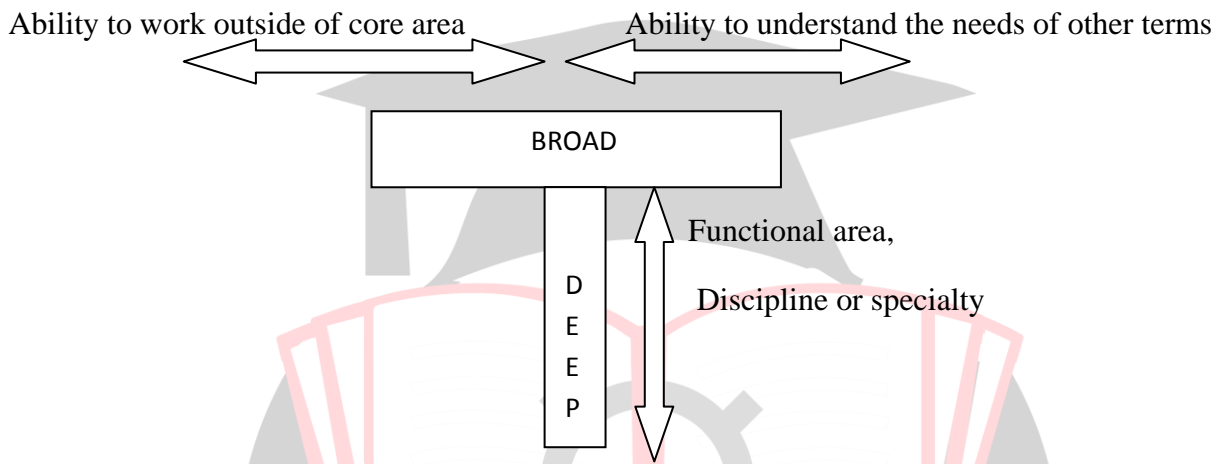 Ability to work outside of core area
Ability to understand the needs of other terms
BROAD
Functional area,
Discipline or specialty
D
E
E
P